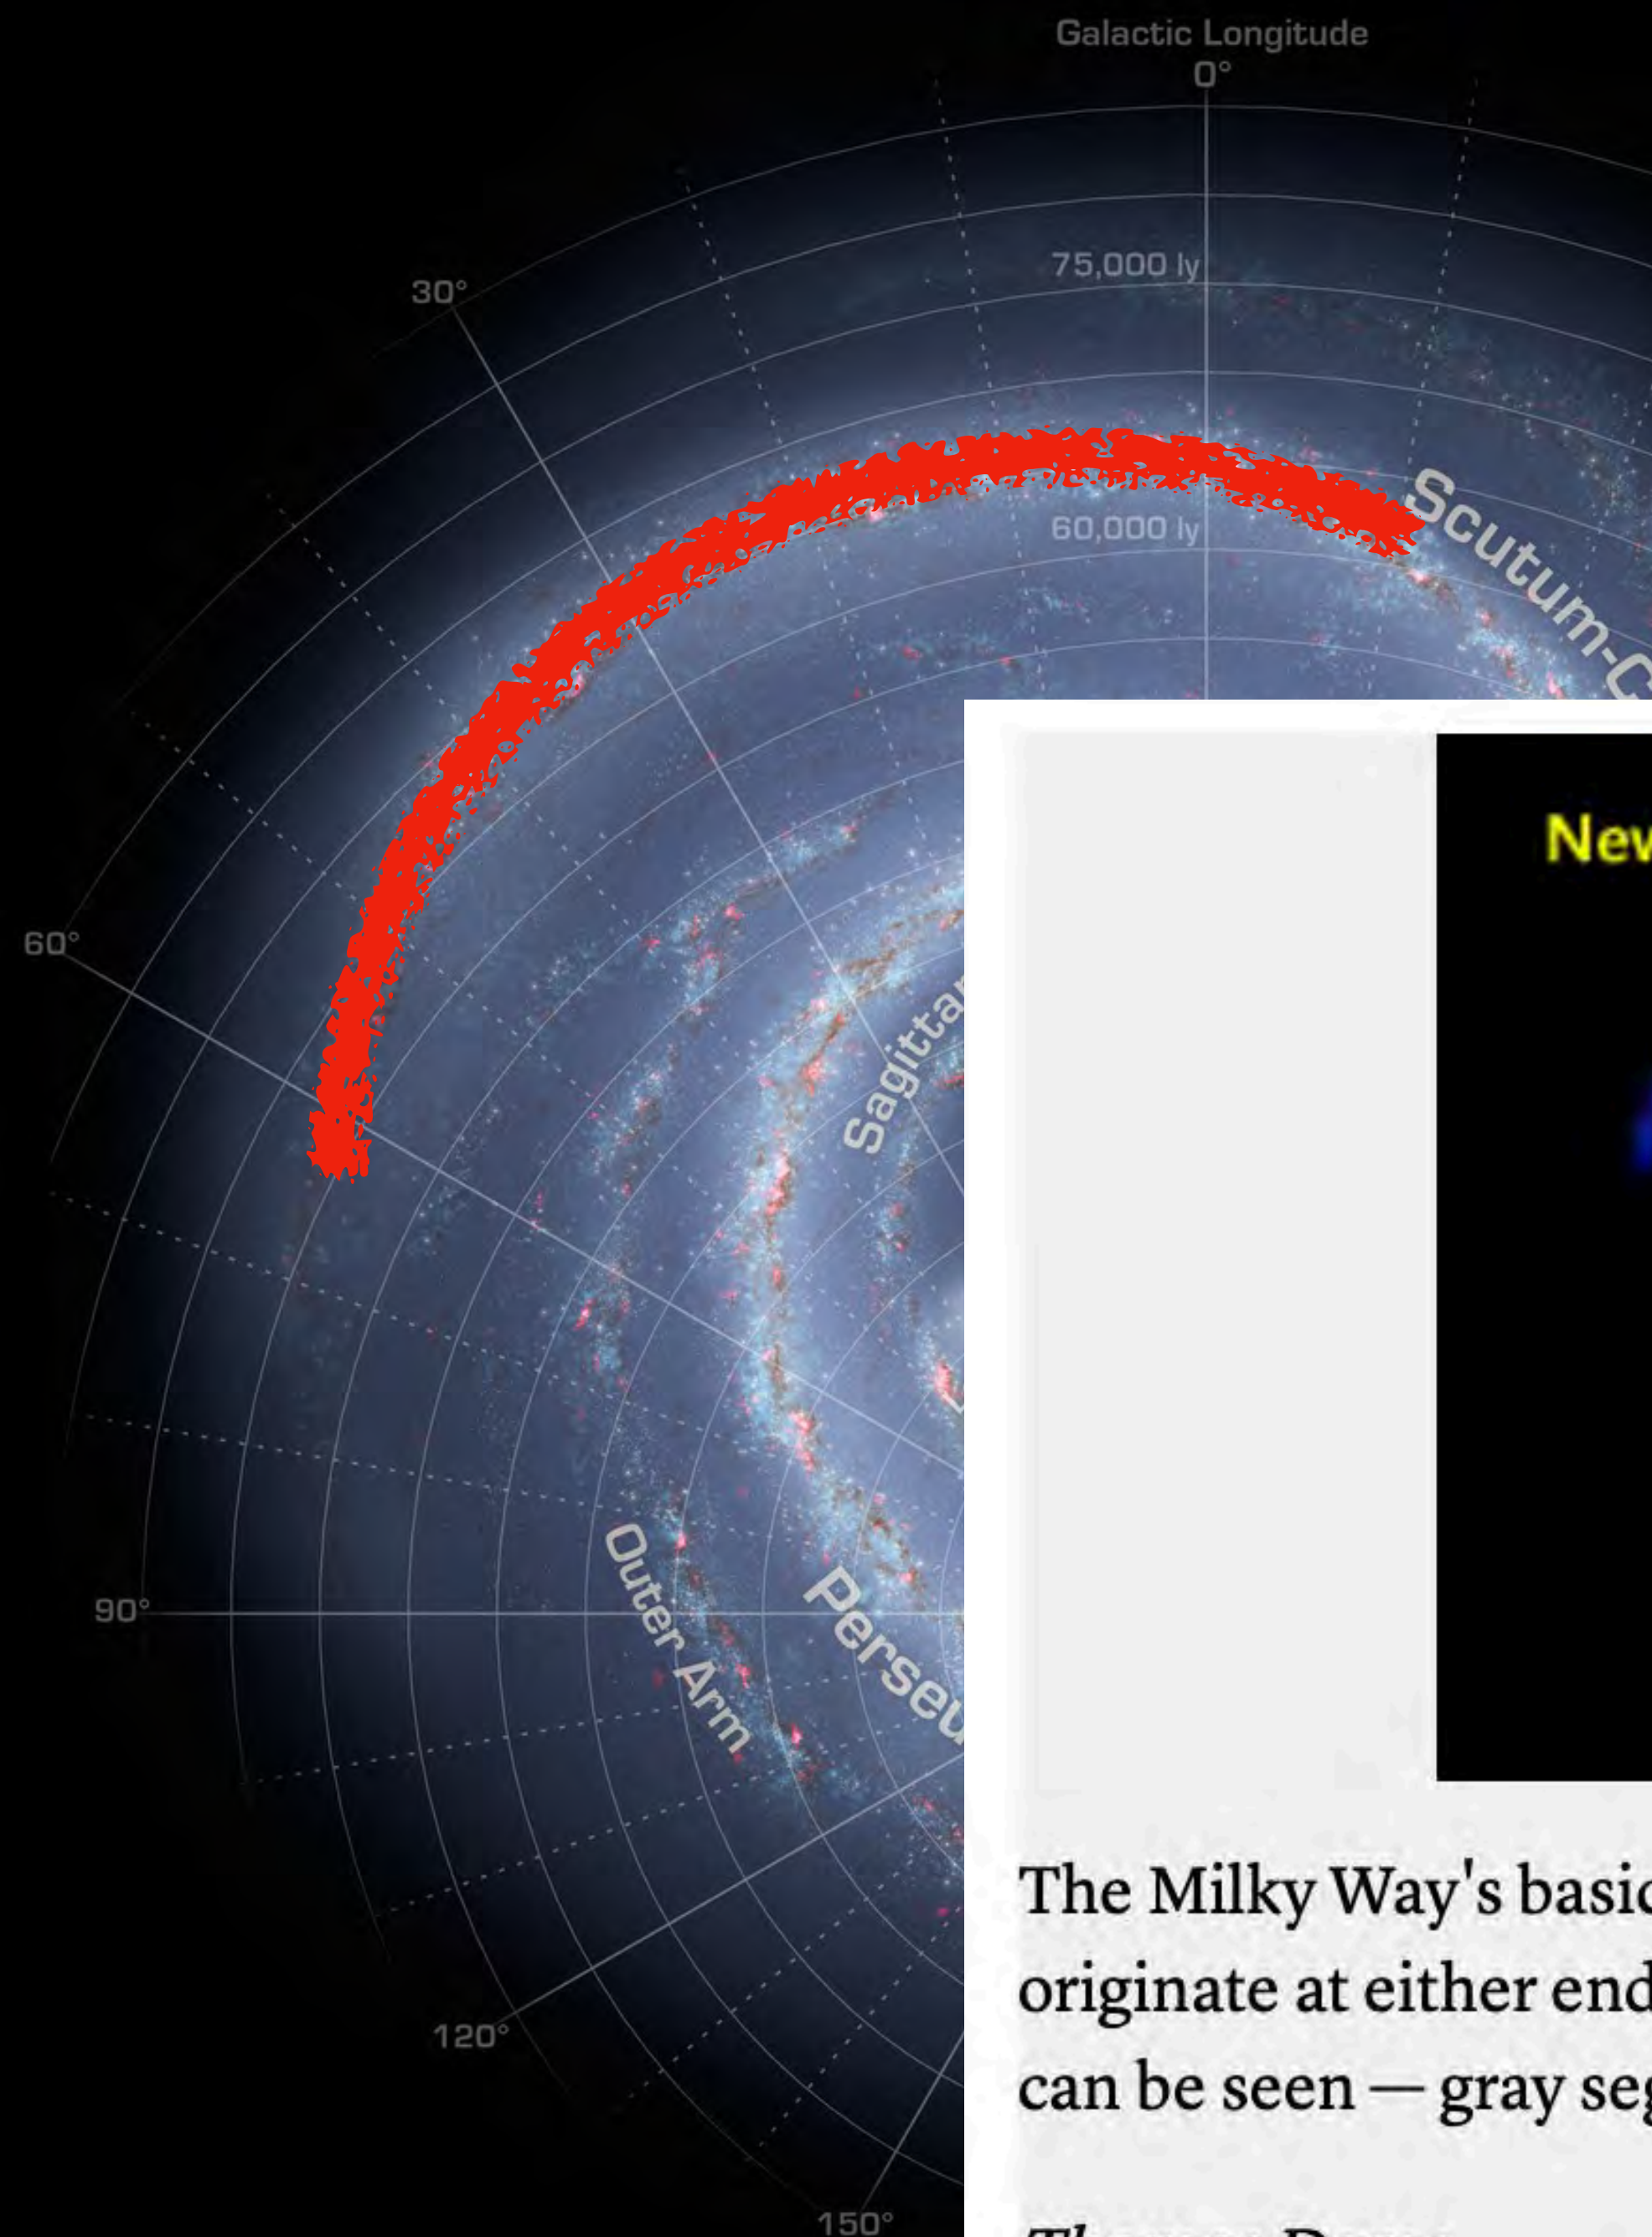 Galactic Longitude
0°
75,000 ly
30°
60,000 ly
Scutum-C
New
60°
Sagittar
Outer Arm
90°
Perseu
The Milky Way's basic
originate at either end
can be seen — gray seg
120°
150°